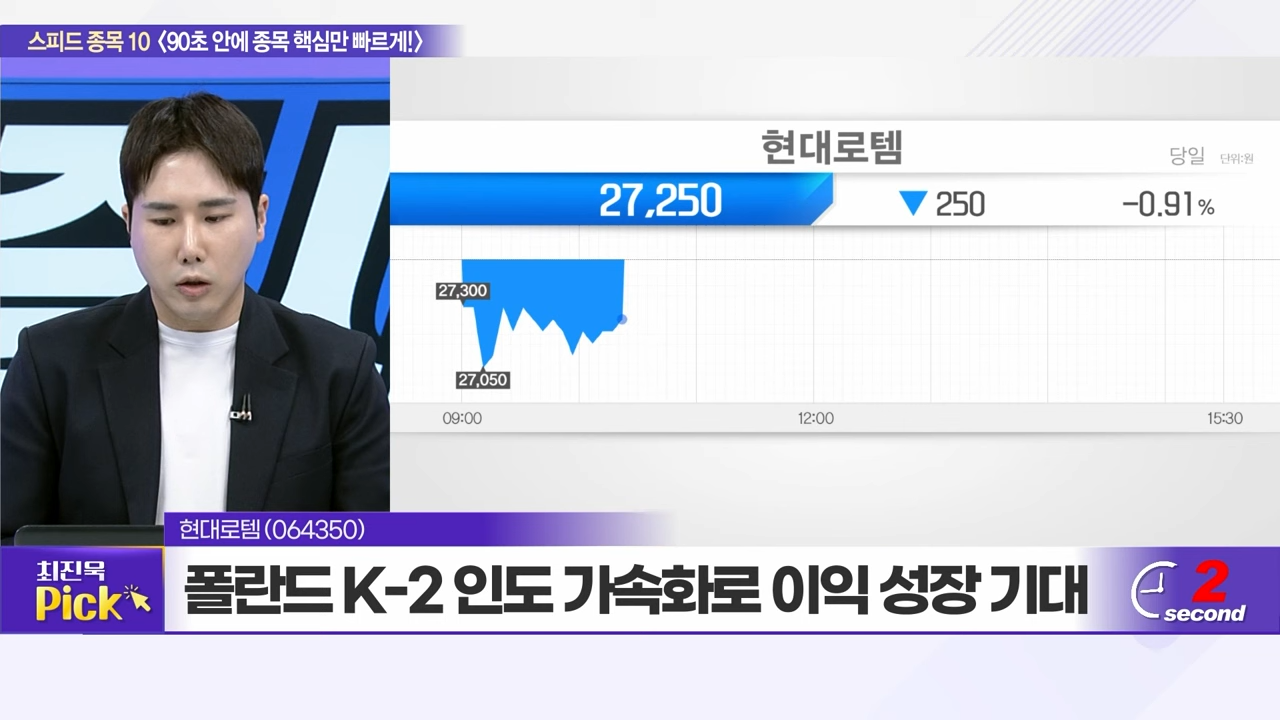 스피드 종목 10 〈90초 안에 종목 핵심만 빠르게!〉
현대로템
당일 단위:원
27,250 ▼ 250 -0.91%
27,300
27,050
09:00 12:00 15:30
현대로템(064350)
최진욱
Pick
폴란드 K-2 인도 가속화로 이익 성장 기대
2
second